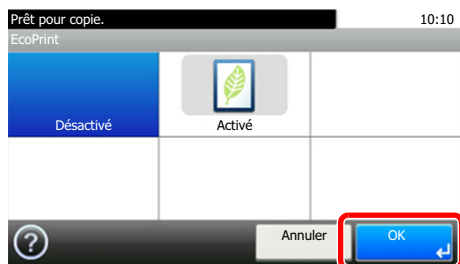 Prêt pour copie. 10:10
EcoPrint
Désactivé Activé
? Annuler OK